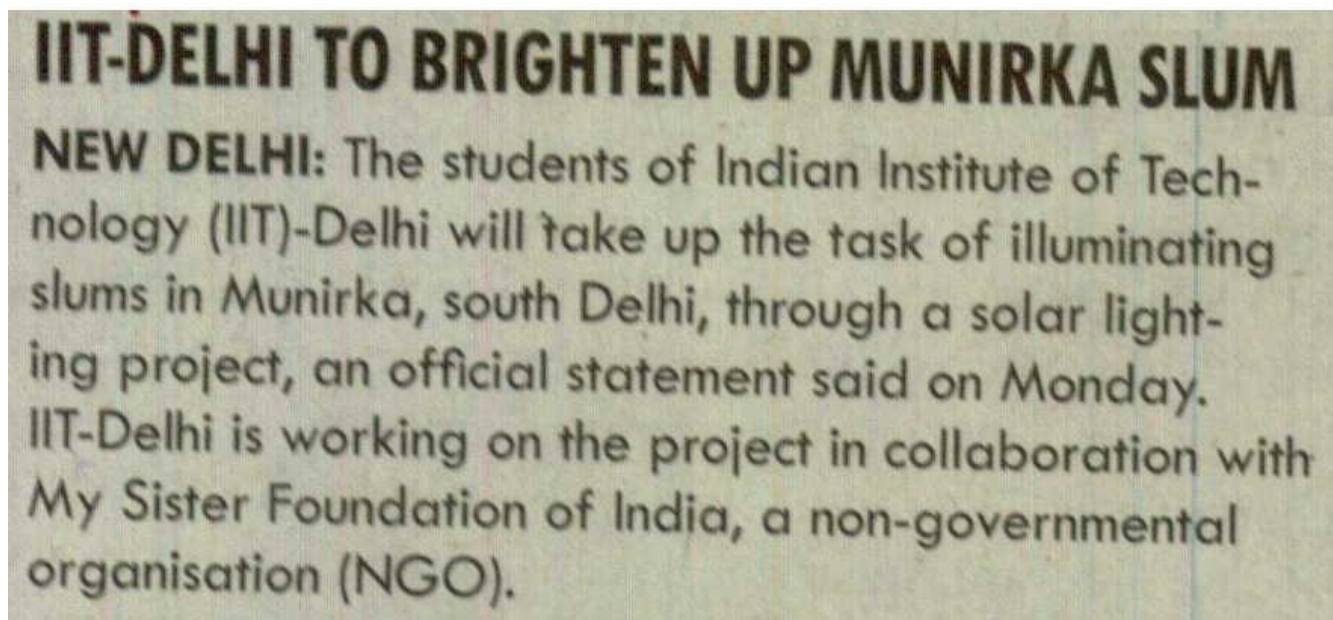 IIT-DELHI TO BRIGHTEN UP MUNIRKA SLUM
NEW DELHI: The students of Indian Institute of Tech-
nology (IIT)-Delhi will take up the task of illuminating
slums in Munirka, south Delhi, through a solar light-
ing project, an official statement said on Monday.
IIT-Delhi is working on the project in collaboration with
My Sister Foundation of India, a non-governmental
organisation (NGO).